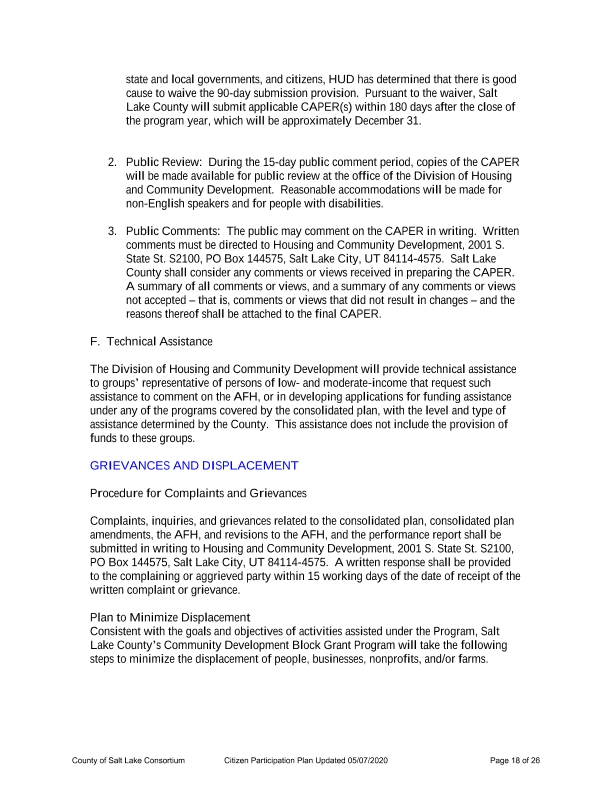 state and local governments, and citizens, HUD has determined that there is good
cause to waive the 90-day submission provision.  Pursuant to the waiver, Salt
Lake County will submit applicable CAPER(s) within 180 days after the close of
the program year, which will be approximately December 31.
2.  Public Review:  During the 15-day public comment period, copies of the CAPER
will be made available for public review at the office of the Division of Housing
and Community Development.  Reasonable accommodations will be made for
non-English speakers and for people with disabilities.
3.  Public Comments:  The public may comment on the CAPER in writing.  Written
comments must be directed to Housing and Community Development, 2001 S.
State St. S2100, PO Box 144575, Salt Lake City, UT 84114-4575.  Salt Lake
County shall consider any comments or views received in preparing the CAPER.
A summary of all comments or views, and a summary of any comments or views
not accepted – that is, comments or views that did not result in changes – and the
reasons thereof shall be attached to the final CAPER.
F.  Technical Assistance
The Division of Housing and Community Development will provide technical assistance
to groups' representative of persons of low- and moderate-income that request such
assistance to comment on the AFH, or in developing applications for funding assistance
under any of the programs covered by the consolidated plan, with the level and type of
assistance determined by the County.  This assistance does not include the provision of
funds to these groups.
GRIEVANCES AND DISPLACEMENT
Procedure for Complaints and Grievances
Complaints, inquiries, and grievances related to the consolidated plan, consolidated plan
amendments, the AFH, and revisions to the AFH, and the performance report shall be
submitted in writing to Housing and Community Development, 2001 S. State St. S2100,
PO Box 144575, Salt Lake City, UT 84114-4575.  A written response shall be provided
to the complaining or aggrieved party within 15 working days of the date of receipt of the
written complaint or grievance.
Plan to Minimize Displacement
Consistent with the goals and objectives of activities assisted under the Program, Salt
Lake County's Community Development Block Grant Program will take the following
steps to minimize the displacement of people, businesses, nonprofits, and/or farms.
County of Salt Lake Consortium Citizen Participation Plan Updated 05/07/2020 Page 18 of 26